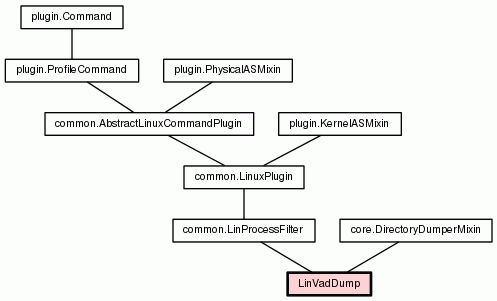 plugin.Command
plugin.ProfileCommand
plugin.PhysicalASMixin
common.AbstractLinuxCommandPlugin
plugin.KernelASMixin
common.LinuxPlugin
common.LinProcessFilter
core.DirectoryDumperMixin
LinVadDump